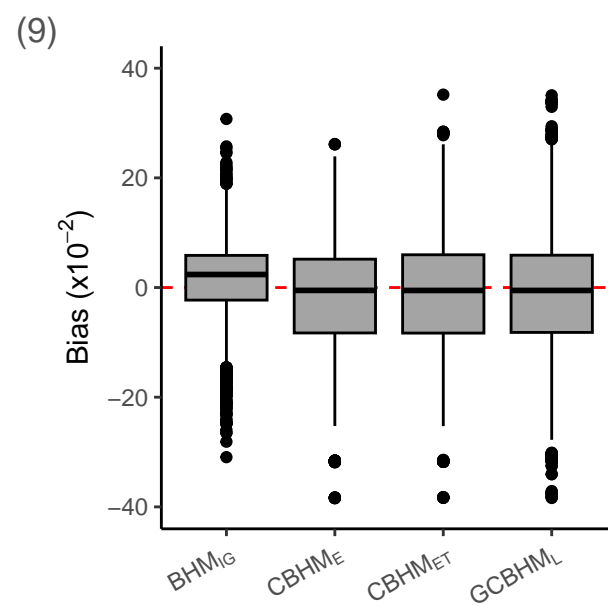 (9)
40
20
0
−20
−40
Bias (x10⁻²)
BHM_IG
CBHM_E
CBHM_ET
GCBHM_L